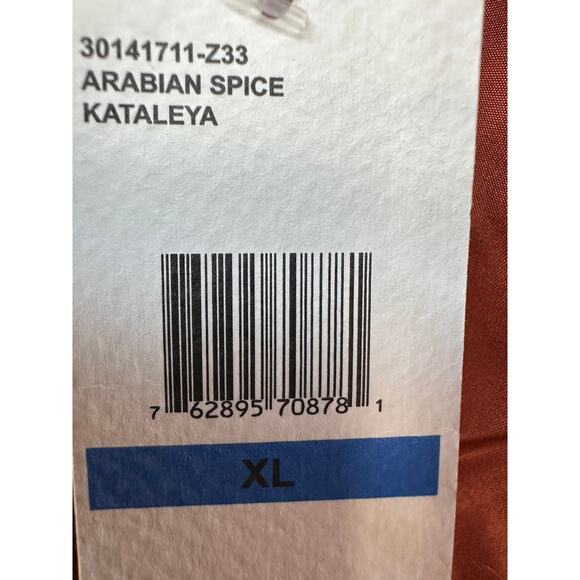 30141711-Z33
ARABIAN SPICE
KATALEYA
7 62895 70878 1
XL